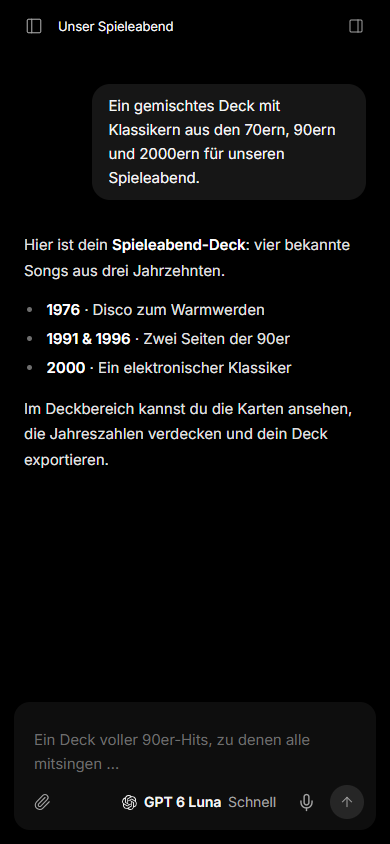 Unser Spieleabend
Ein gemischtes Deck mit
Klassikern aus den 70ern, 90ern
und 2000ern für unseren
Spieleabend.
Hier ist dein Spieleabend-Deck: vier bekannte
Songs aus drei Jahrzehnten.
• 1976 · Disco zum Warmwerden
• 1991 & 1996 · Zwei Seiten der 90er
• 2000 · Ein elektronischer Klassiker
Im Deckbereich kannst du die Karten ansehen,
die Jahreszahlen verdecken und dein Deck
exportieren.
Ein Deck voller 90er-Hits, zu denen alle
mitsingen ...
GPT 6 Luna Schnell